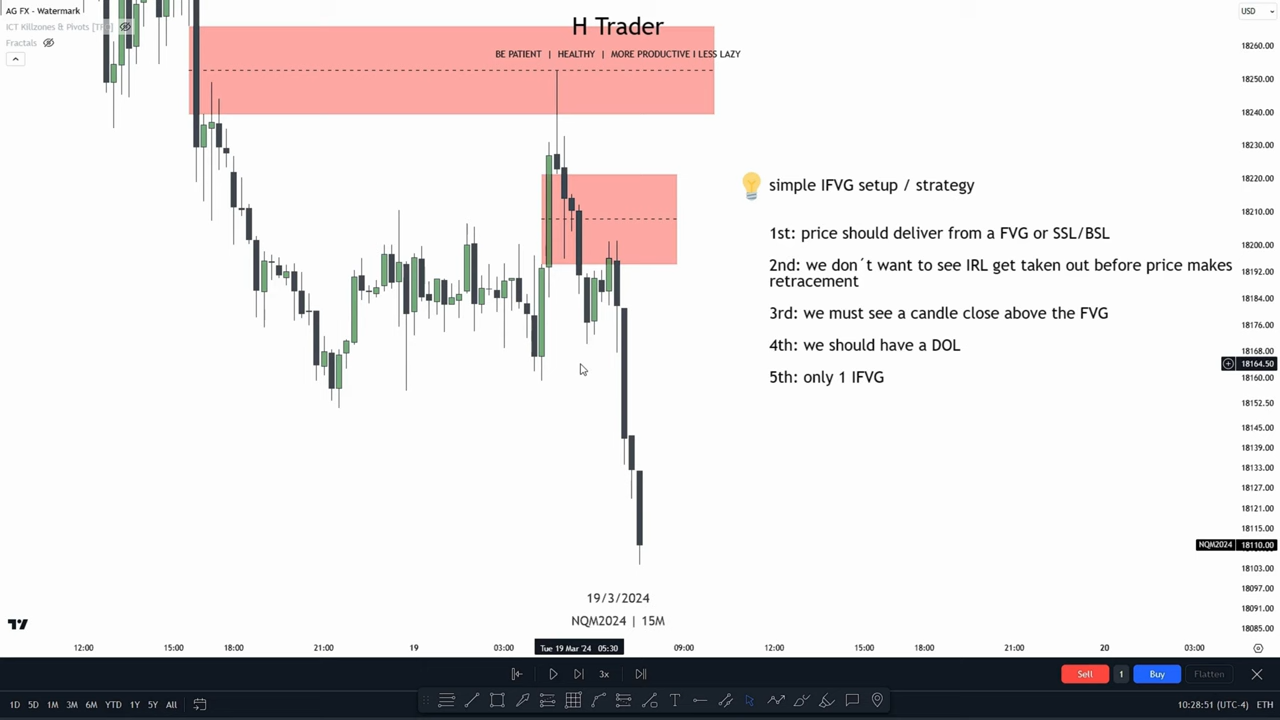 AG FX - Watermark
H Trader
USD
ICT Killzones & Pivots [TF
Fractals
BE PATIENT | HEALTHY | MORE PRODUCTIVE I LESS LAZY
18260.00
18250.00
18240.00
18230.00
18220.00
18210.00
18200.00
18192.00
18184.00
18176.00
18168.00
18164.50
18160.00
18152.50
18145.00
18139.00
18133.00
18127.00
18121.00
18115.00
NQM2024 18110.00
18103.00
18097.00
18091.00
18085.00
simple IFVG setup / strategy
1st: price should deliver from a FVG or SSL/BSL
2nd: we don´t want to see IRL get taken out before price makes
retracement
3rd: we must see a candle close above the FVG
4th: we should have a DOL
5th: only 1 IFVG
19/3/2024
NQM2024 | 15M
12:00 15:00 18:00 21:00 19 03:00 Tue 19 Mar '24 05:30 09:00 12:00 15:00 18:00 21:00 20 03:00
3x
Sell 1 Buy Flatten
1D 5D 1M 3M 6M YTD 1Y 5Y All
10:28:51 (UTC-4) ETH